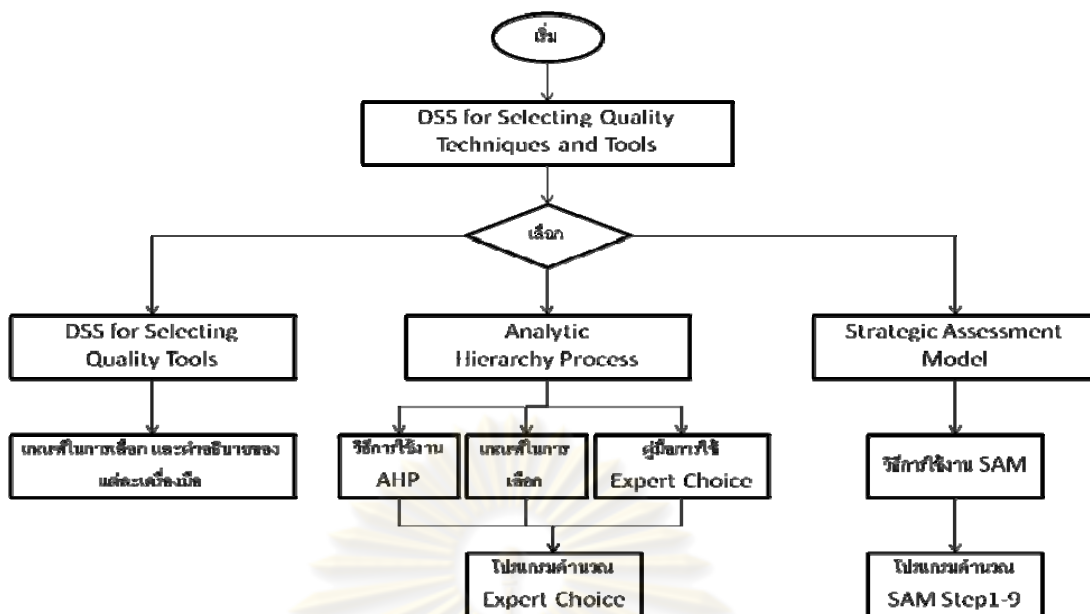 เริ่ม
DSS for Selecting Quality
Techniques and Tools
เลือก
DSS for Selecting
Quality Tools
Analytic
Hierarchy Process
Strategic Assessment
Model
เกณฑ์ในการเลือก และคำอธิบายของ
แต่ละเครื่องมือ
วิธีการใช้งาน
AHP
เกณฑ์ในการ
เลือก
คู่มือการใช้
Expert Choice
วิธีการใช้งาน SAM
โปรแกรมคำนวณ
Expert Choice
โปรแกรมคำนวณ
SAM Step1-9